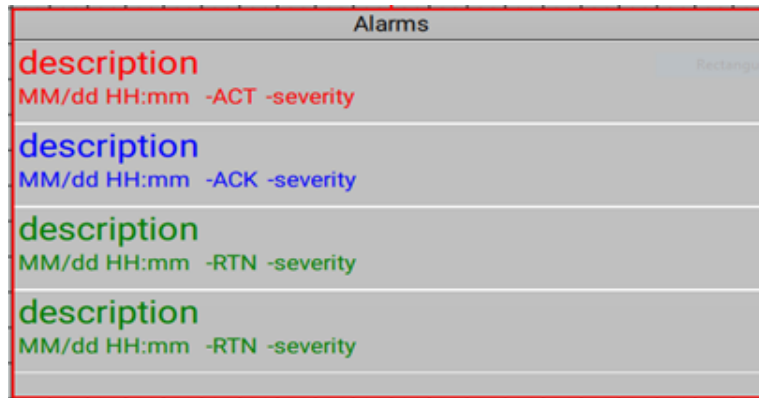 Alarms
description
MM/dd HH:mm -ACT -severity
description
MM/dd HH:mm -ACK -severity
description
MM/dd HH:mm -RTN -severity
description
MM/dd HH:mm -RTN -severity